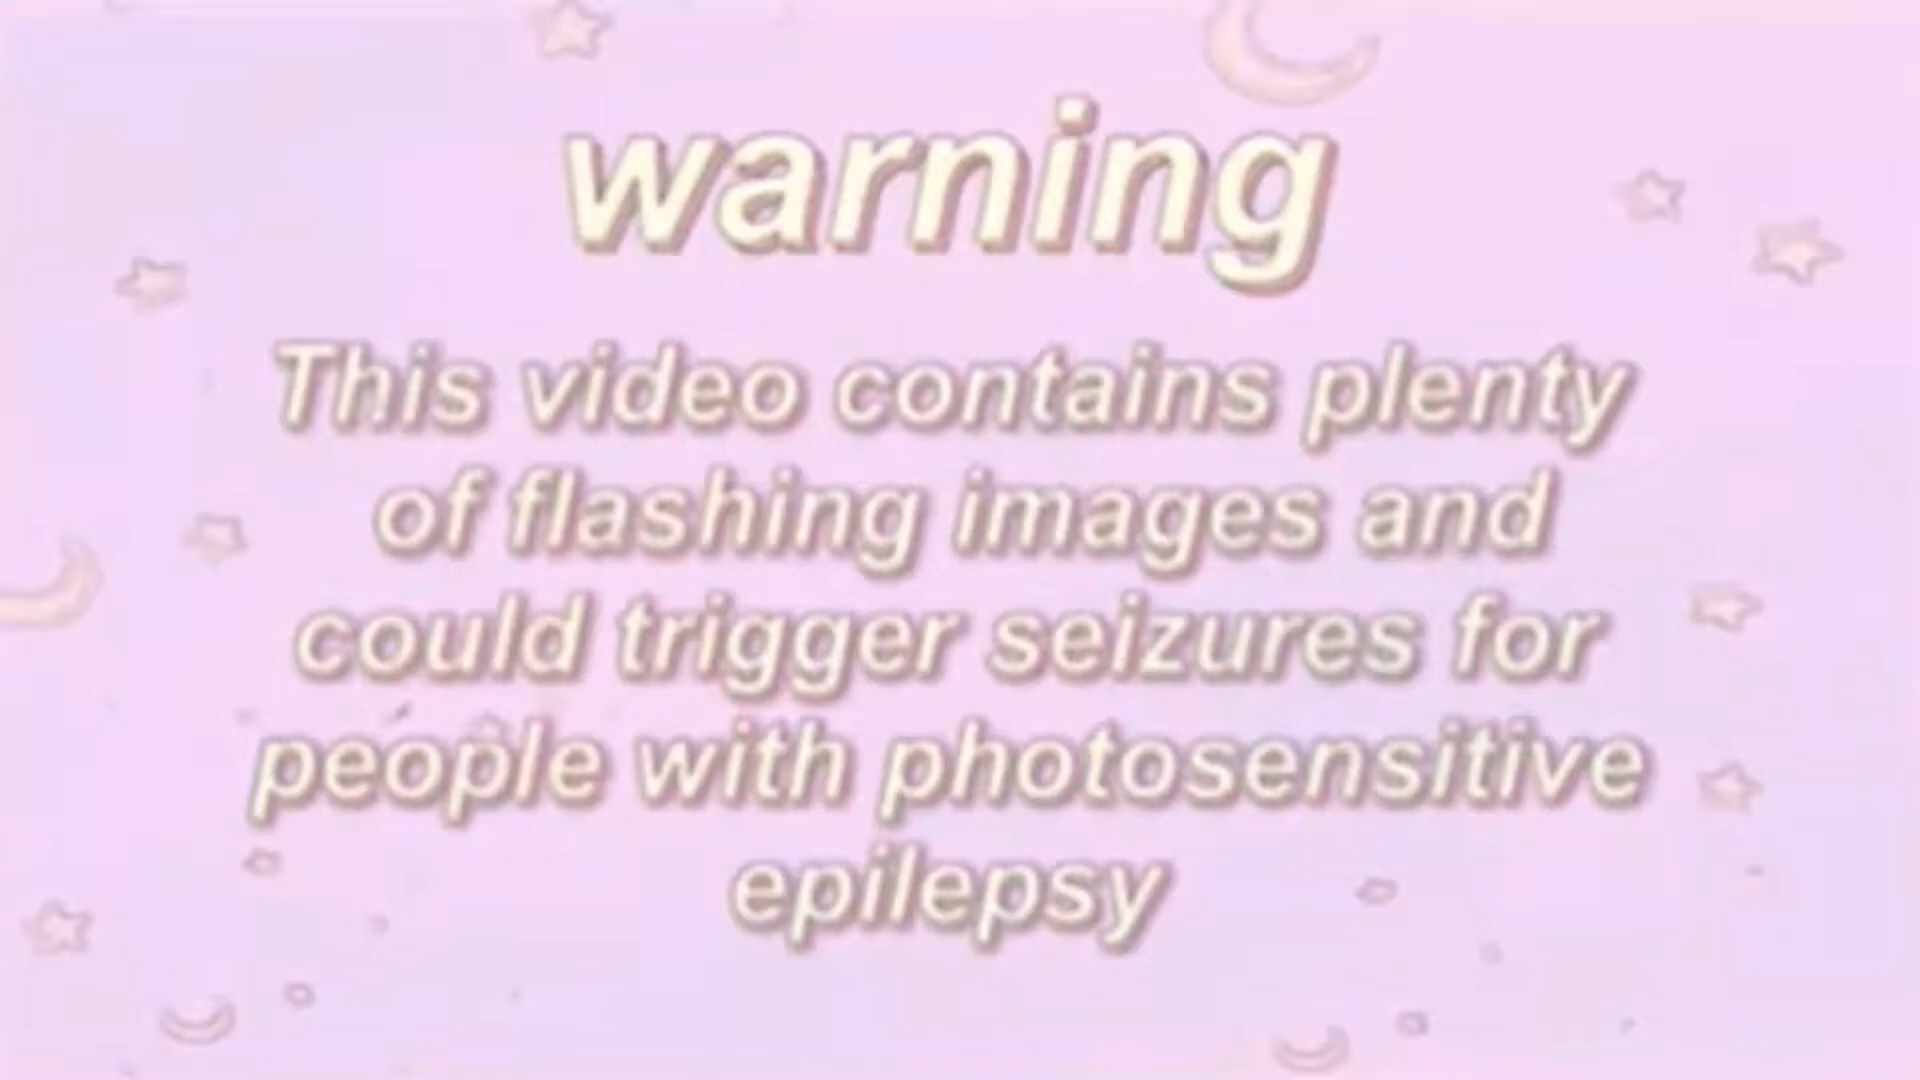 warning
This video contains plenty
of flashing images and
could trigger seizures for
people with photosensitive
epilepsy